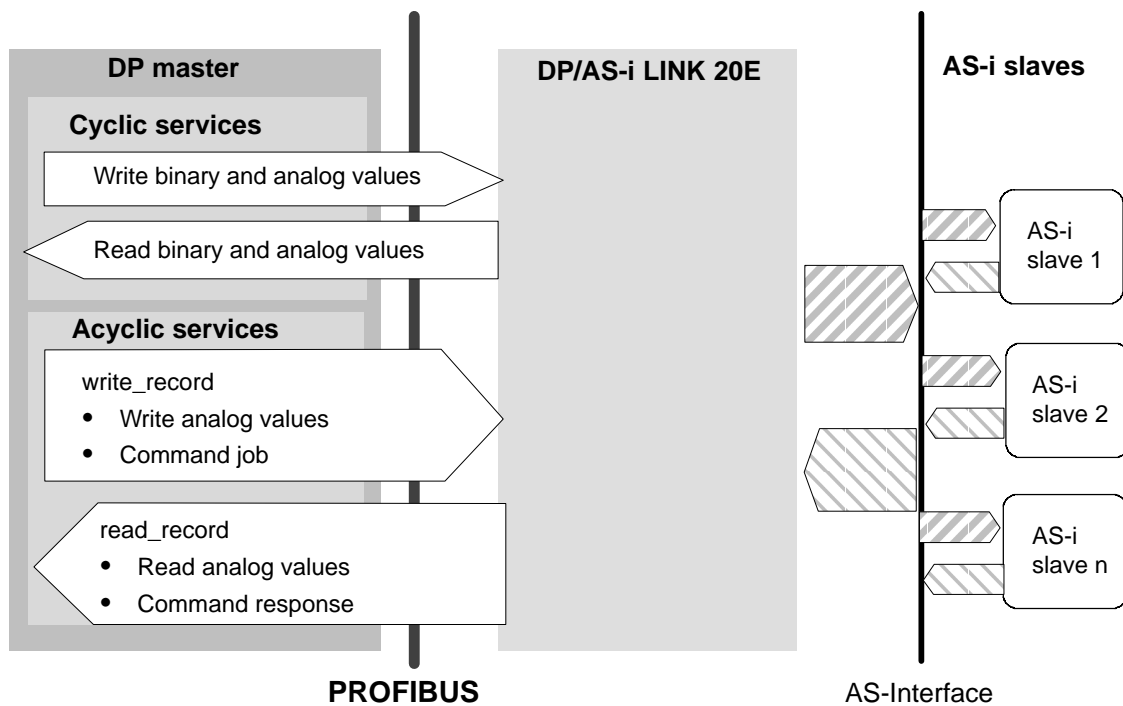 DP master
DP/AS-i LINK 20E
AS-i slaves
Cyclic services
Write binary and analog values
Read binary and analog values
Acyclic services
write_record
• Write analog values
• Command job
read_record
• Read analog values
• Command response
AS-i
slave 1
AS-i
slave 2
AS-i
slave n
PROFIBUS
AS-Interface